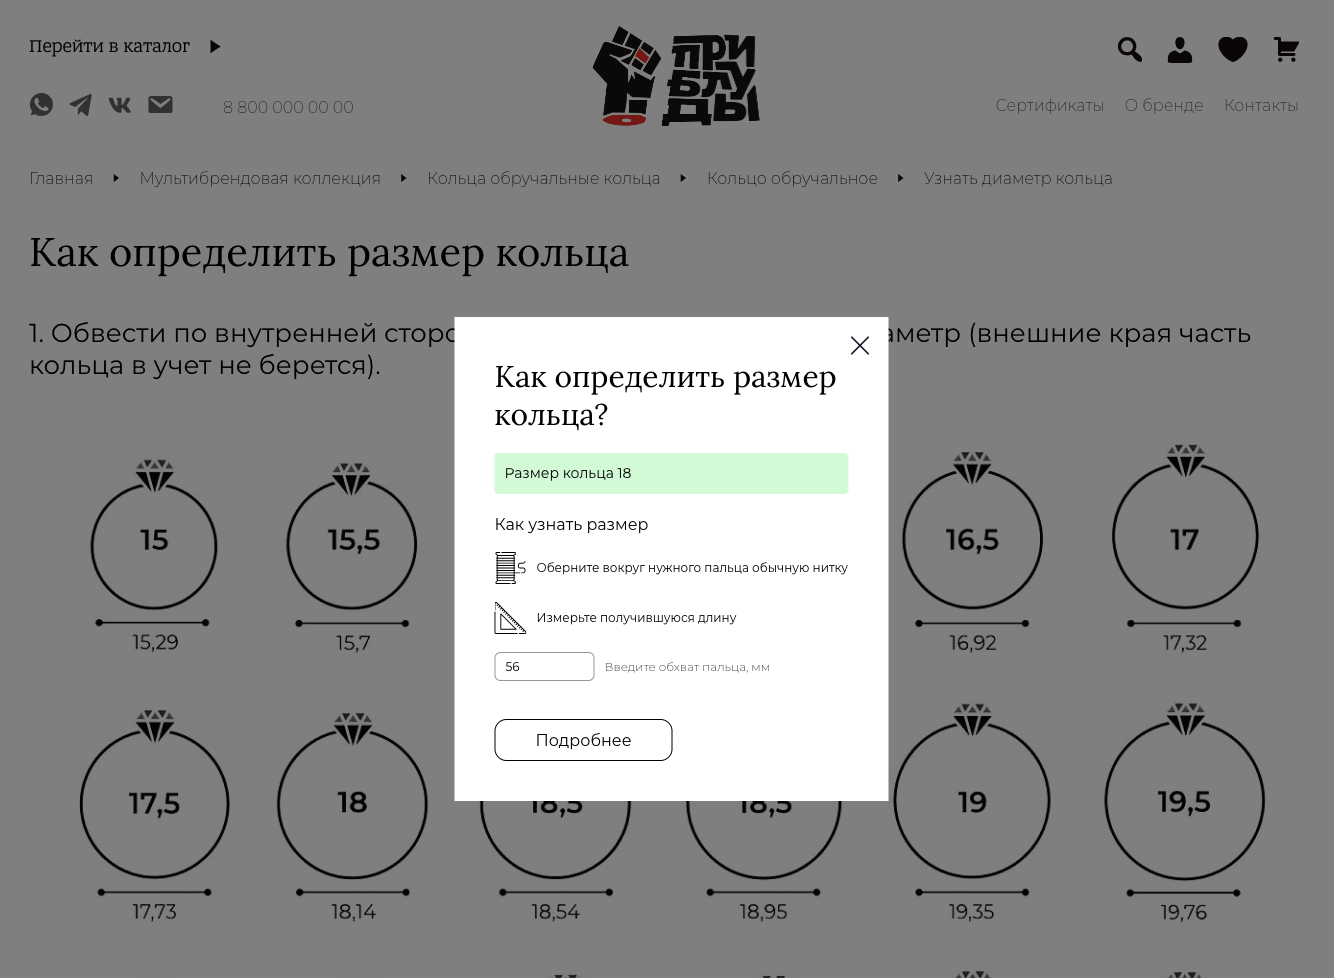 Перейти в каталог
ПРИ
БЛУ
ДЫ
8 800 000 00 00
Сертификаты О бренде Контакты
Главная Мультибрендовая коллекция Кольца обручальные кольца Кольцо обручальное Узнать диаметр кольца
Как определить размер кольца
1. Обвести по внутренней
(внешние края часть
кольца в учет не берется).
Как определить размер
кольца?
Размер кольца 18
Как узнать размер
Оберните вокруг нужного пальца обычную нитку
Измерьте получившуюся длину
56 Введите обхват пальца, мм
Подробнее
15 15,5 16,5 17
15,29 15,7 16,92 17,32
17,5 18 18,5 18,5 19 19,5
17,73 18,14 18,54 18,95 19,35 19,76